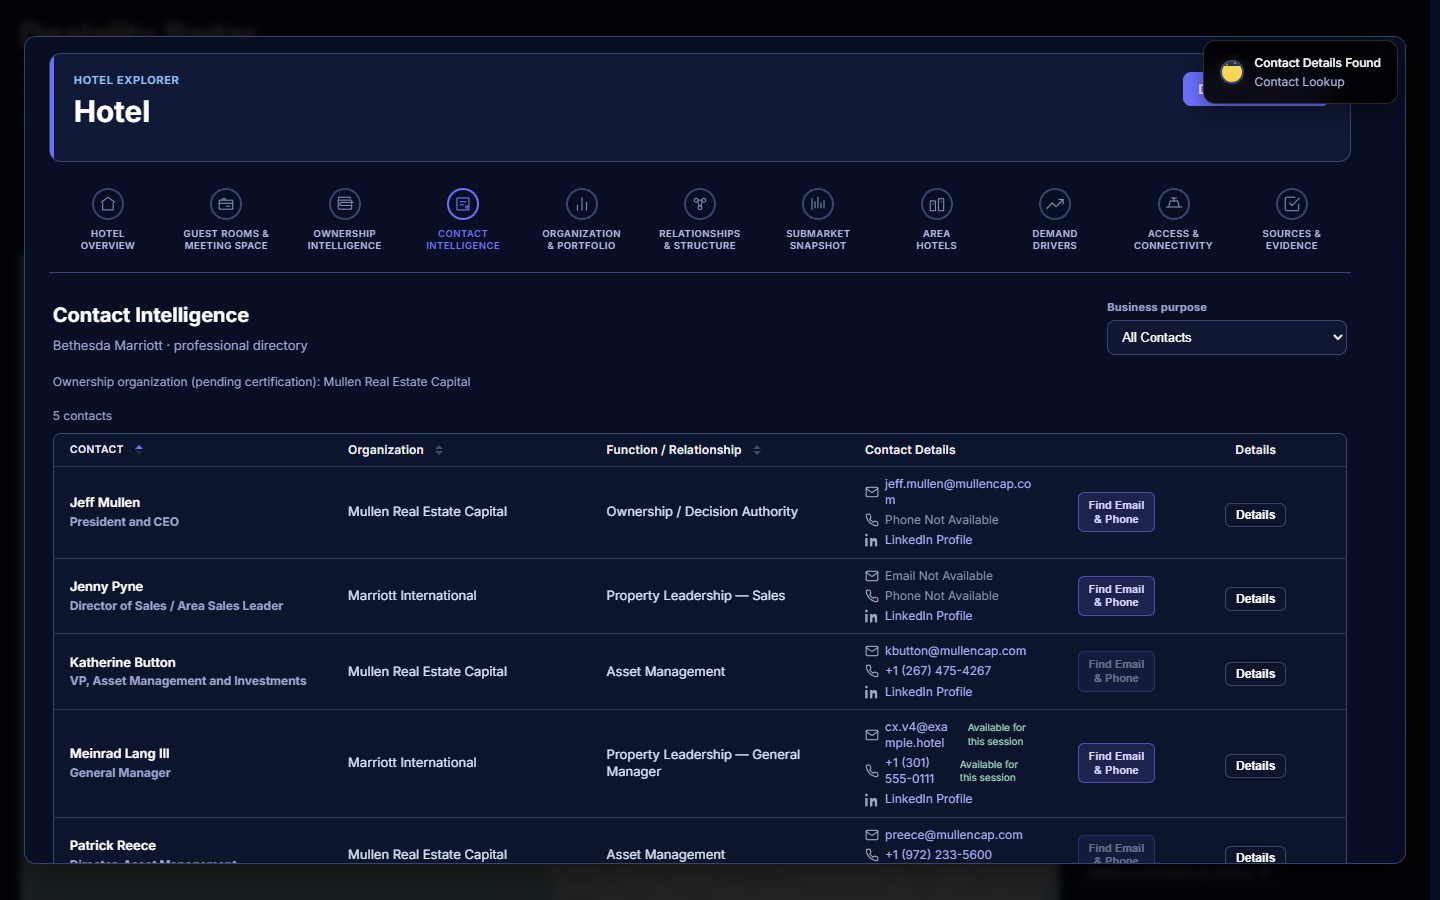 HOTEL EXPLORER
Hotel
Contact Details Found
Contact Lookup
HOTEL
OVERVIEW
GUEST ROOMS &
MEETING SPACE
OWNERSHIP
INTELLIGENCE
CONTACT
INTELLIGENCE
ORGANIZATION
& PORTFOLIO
RELATIONSHIPS
& STRUCTURE
SUBMARKET
SNAPSHOT
AREA
HOTELS
DEMAND
DRIVERS
ACCESS &
CONNECTIVITY
SOURCES &
EVIDENCE
Contact Intelligence
Bethesda Marriott · professional directory
Business purpose
All Contacts
Ownership organization (pending certification): Mullen Real Estate Capital
5 contacts
CONTACT Organization Function / Relationship Contact Details Details
Jeff Mullen
President and CEO
Mullen Real Estate Capital
Ownership / Decision Authority
jeff.mullen@mullencap.co
m
Phone Not Available
LinkedIn Profile
Find Email
& Phone
Details
Jenny Pyne
Director of Sales / Area Sales Leader
Marriott International
Property Leadership — Sales
Email Not Available
Phone Not Available
LinkedIn Profile
Find Email
& Phone
Details
Katherine Button
VP, Asset Management and Investments
Mullen Real Estate Capital
Asset Management
kbutton@mullencap.com
+1 (267) 475-4267
LinkedIn Profile
Find Email
& Phone
Details
Meinrad Lang III
General Manager
Marriott International
Property Leadership — General
Manager
cx.v4@exa
mple.hotel
Available for
this session
+1 (301)
555-0111
Available for
this session
LinkedIn Profile
Find Email
& Phone
Details
Patrick Reece
Director, Asset Management
Mullen Real Estate Capital
Asset Management
preece@mullencap.com
+1 (972) 233-5600
Find Email
& Phone
Details